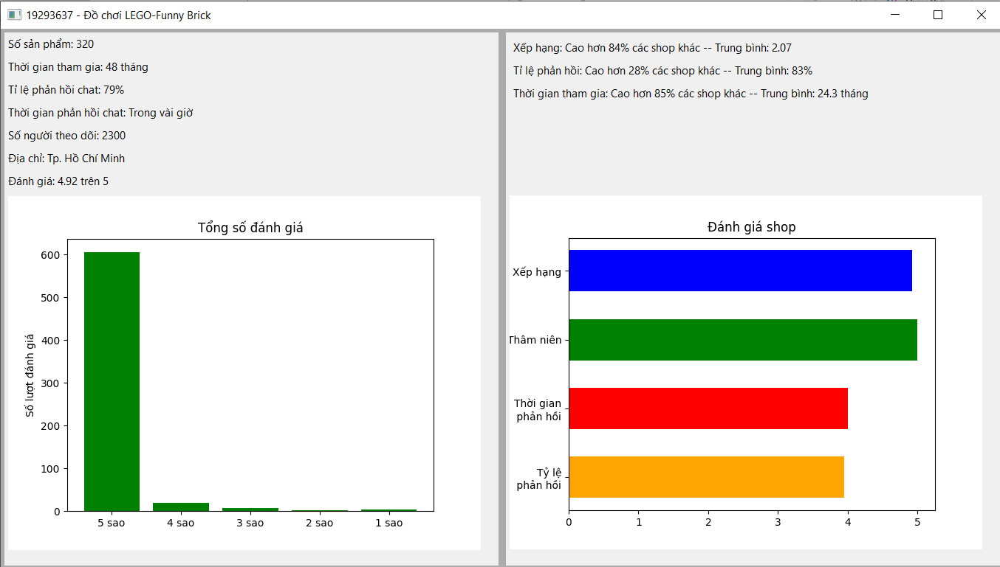 19293637 - Đồ chơi LEGO-Funny Brick
Số sản phẩm: 320
Thời gian tham gia: 48 tháng
Tỉ lệ phản hồi chat: 79%
Thời gian phản hồi chat: Trong vài giờ
Số người theo dõi: 2300
Địa chỉ: Tp. Hồ Chí Minh
Đánh giá: 4.92 trên 5
Tổng số đánh giá
Số lượt đánh giá
600
500
400
300
200
100
0
5 sao
4 sao
3 sao
2 sao
1 sao
Xếp hạng: Cao hơn 84% các shop khác -- Trung bình: 2.07
Tỉ lệ phản hồi: Cao hơn 28% các shop khác -- Trung bình: 83%
Thời gian tham gia: Cao hơn 85% các shop khác -- Trung bình: 24.3 tháng
Đánh giá shop
Xếp hạng
Thâm niên
Thời gian
phản hồi
Tỷ lệ
phản hồi
0
1
2
3
4
5